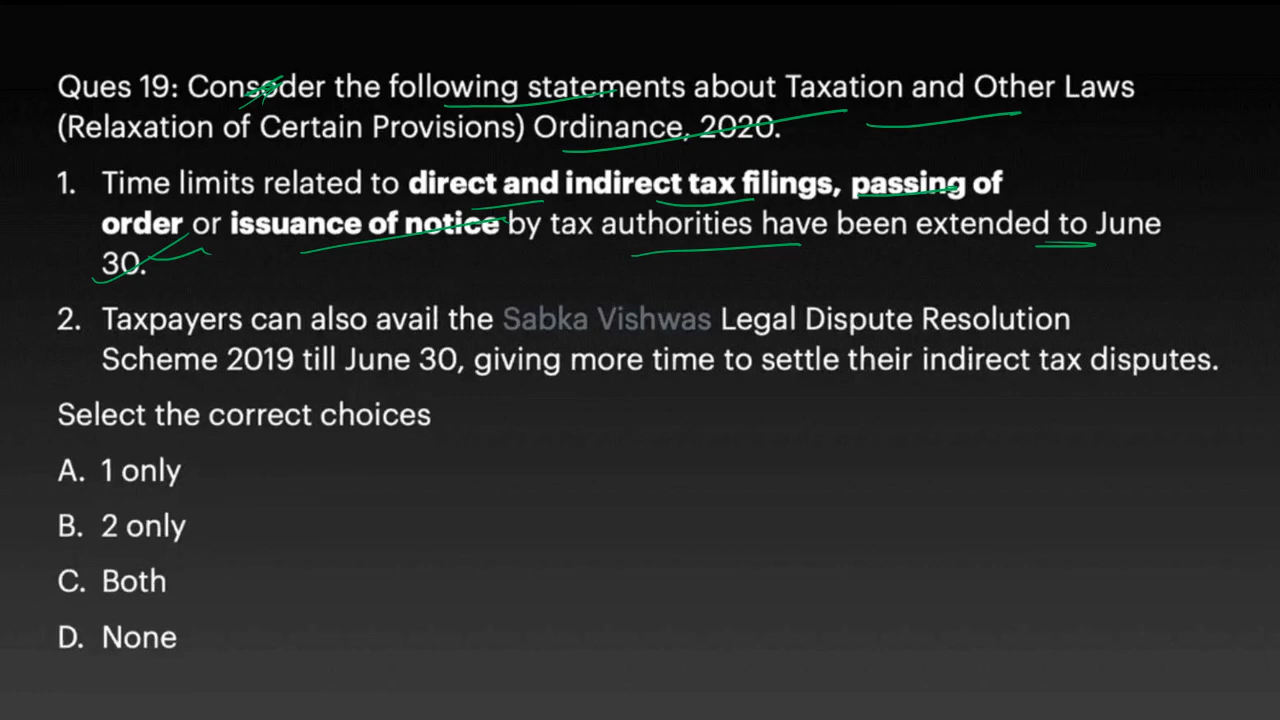 Ques 19: Consoder the following statements about Taxation and Other Laws
(Relaxation of Certain Provisions) Ordinance, 2020.
1. Time limits related to direct and indirect tax filings, passing of
order or issuance of notice by tax authorities have been extended to June
30.
2. Taxpayers can also avail the Sabka Vishwas Legal Dispute Resolution
Scheme 2019 till June 30, giving more time to settle their indirect tax disputes.
Select the correct choices
A. 1 only
B. 2 only
C. Both
D. None